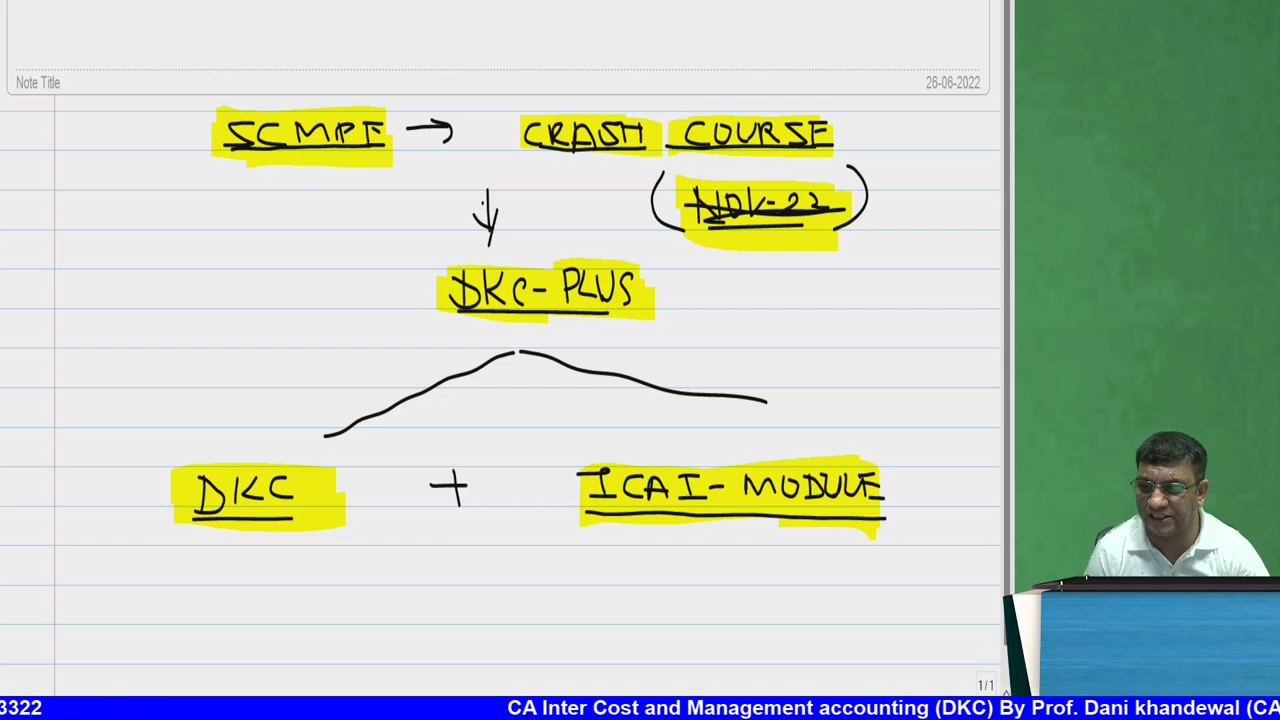 Note Title
26-06-2022
SCMPE → CRASH COURSE
↓
(NOV-22)
DKC-PLUS
DKC + ICAI-MODULE
1/1
3322 CA Inter Cost and Management accounting (DKC) By Prof. Dani khandewal (CA